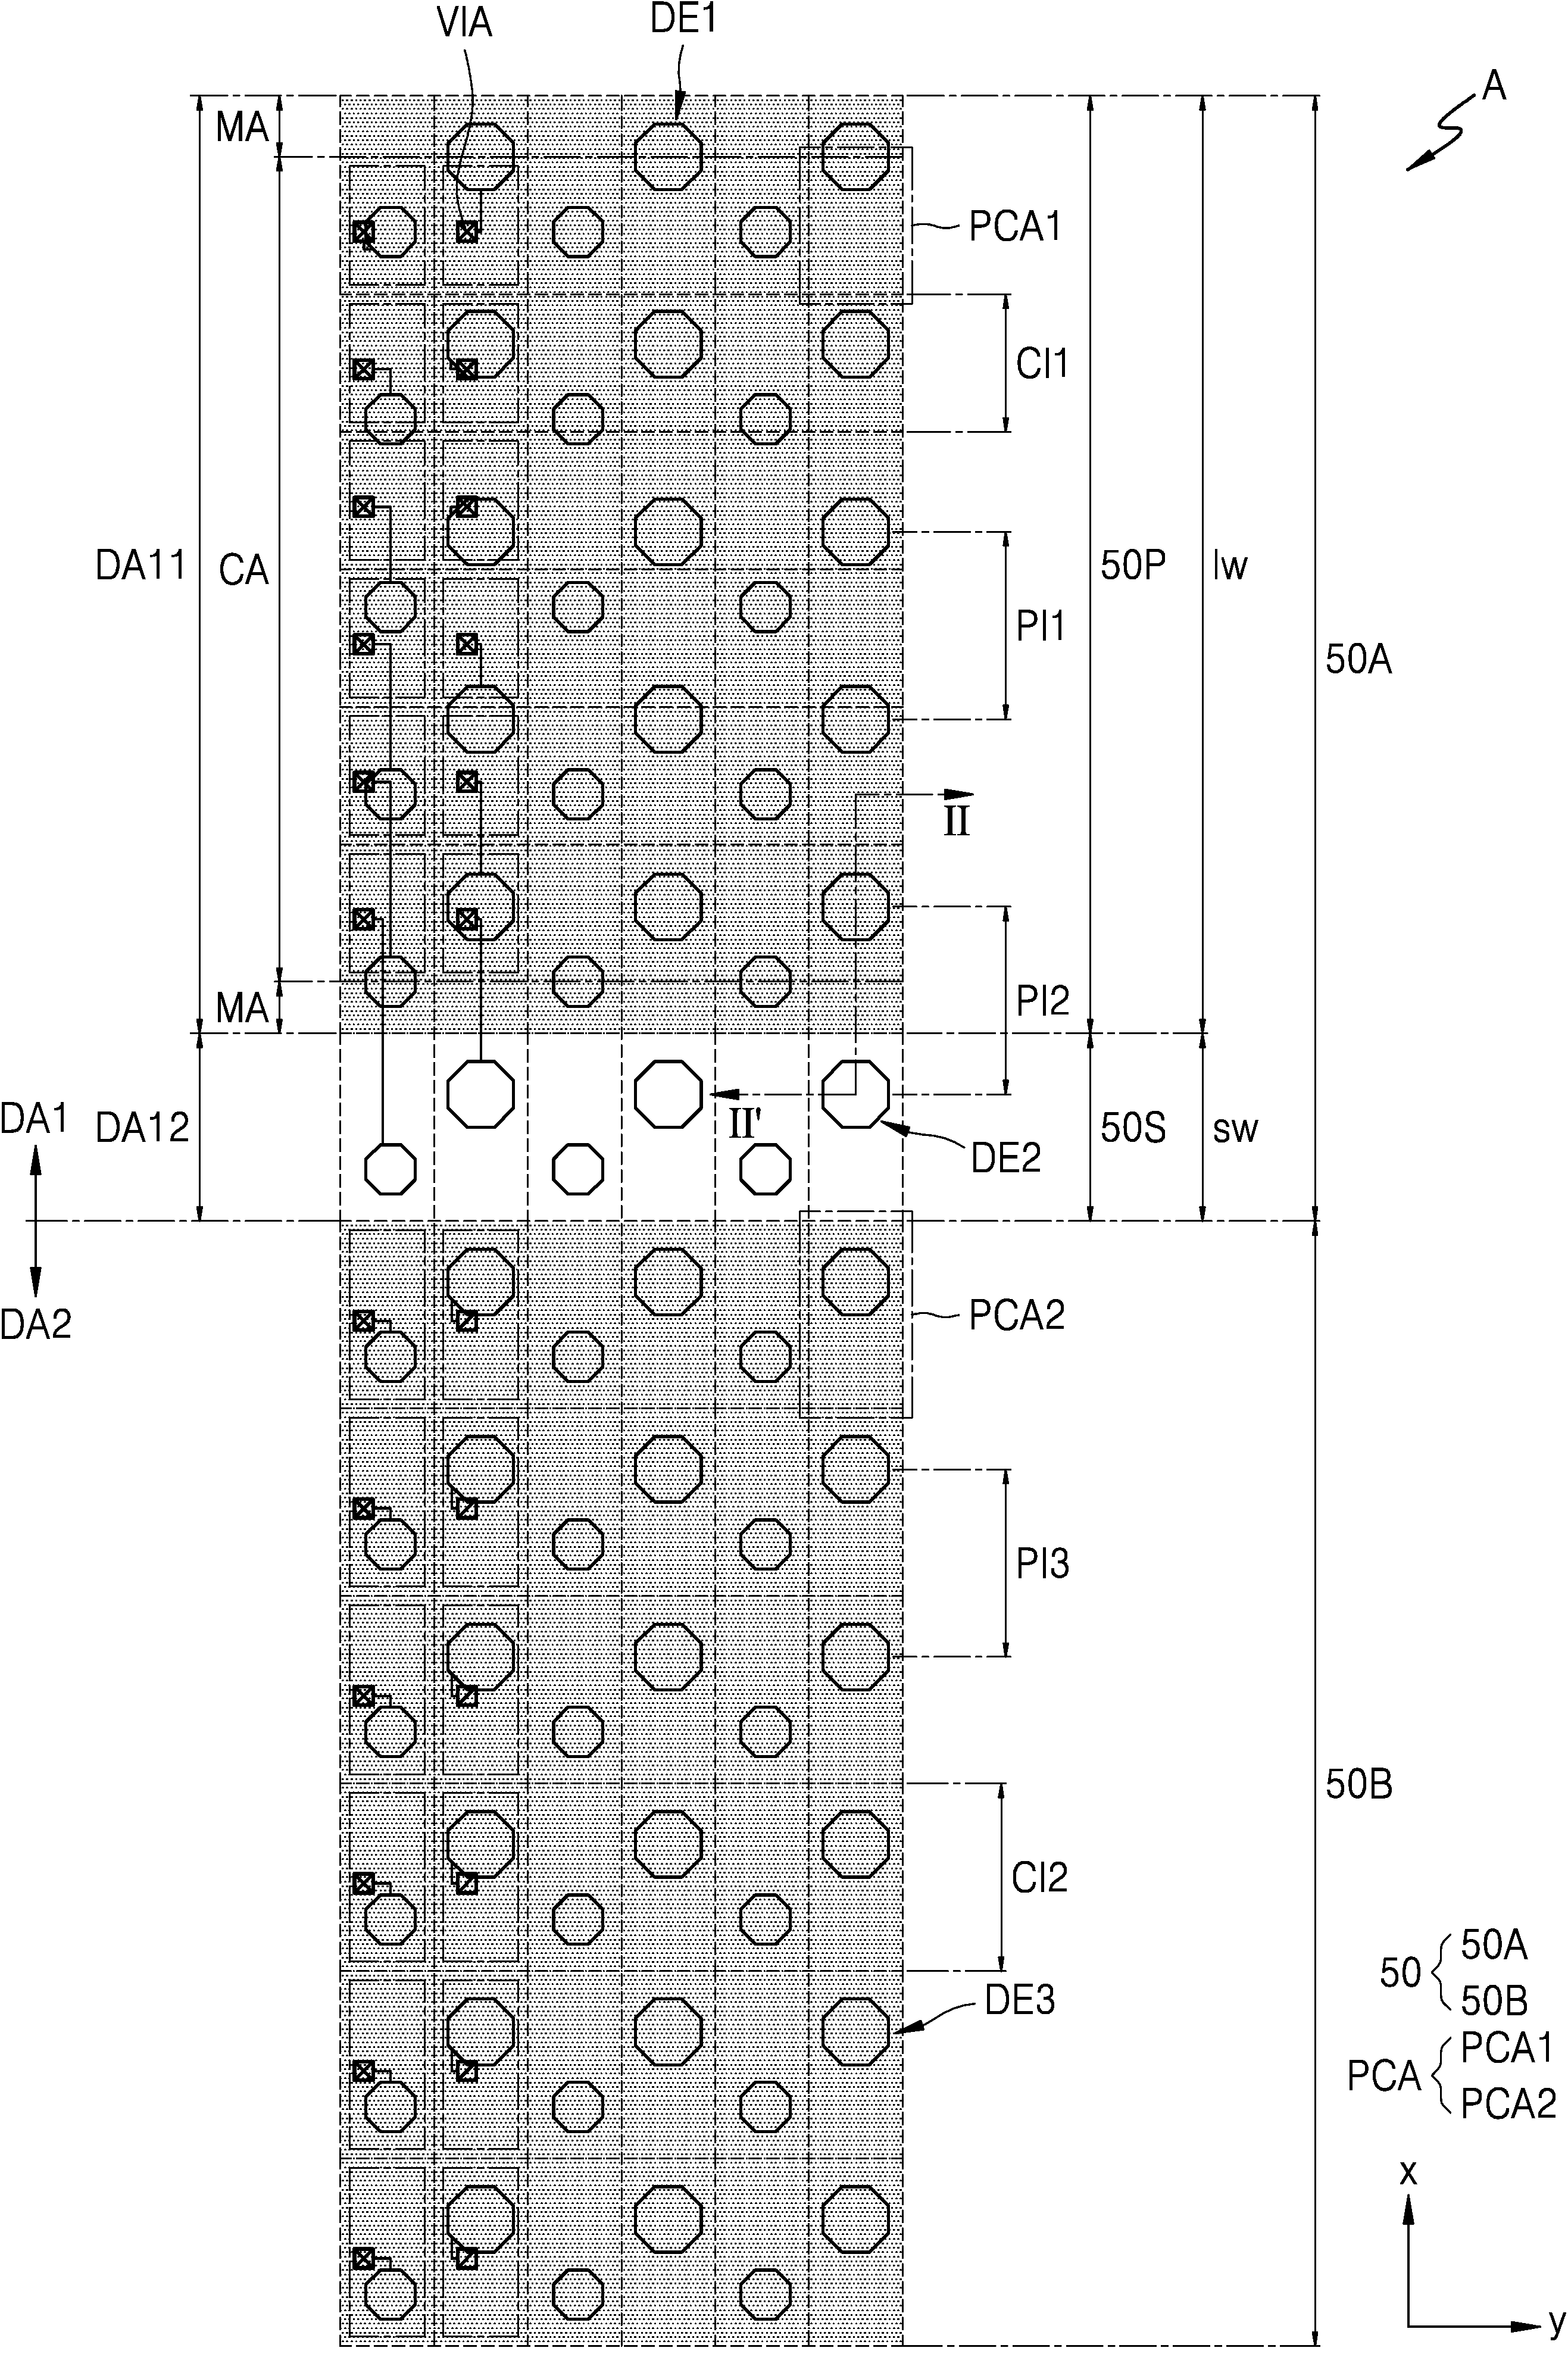 VIA
DE1
A
MA
PCA1
CI1
DA11
CA
50P
lw
PI1
50A
II
MA
PI2
DA1
DA12
II'
50S
sw
DE2
DA2
PCA2
PI3
50B
CI2
DE3
50 { 50A
50B
PCA { PCA1
PCA2
x
y